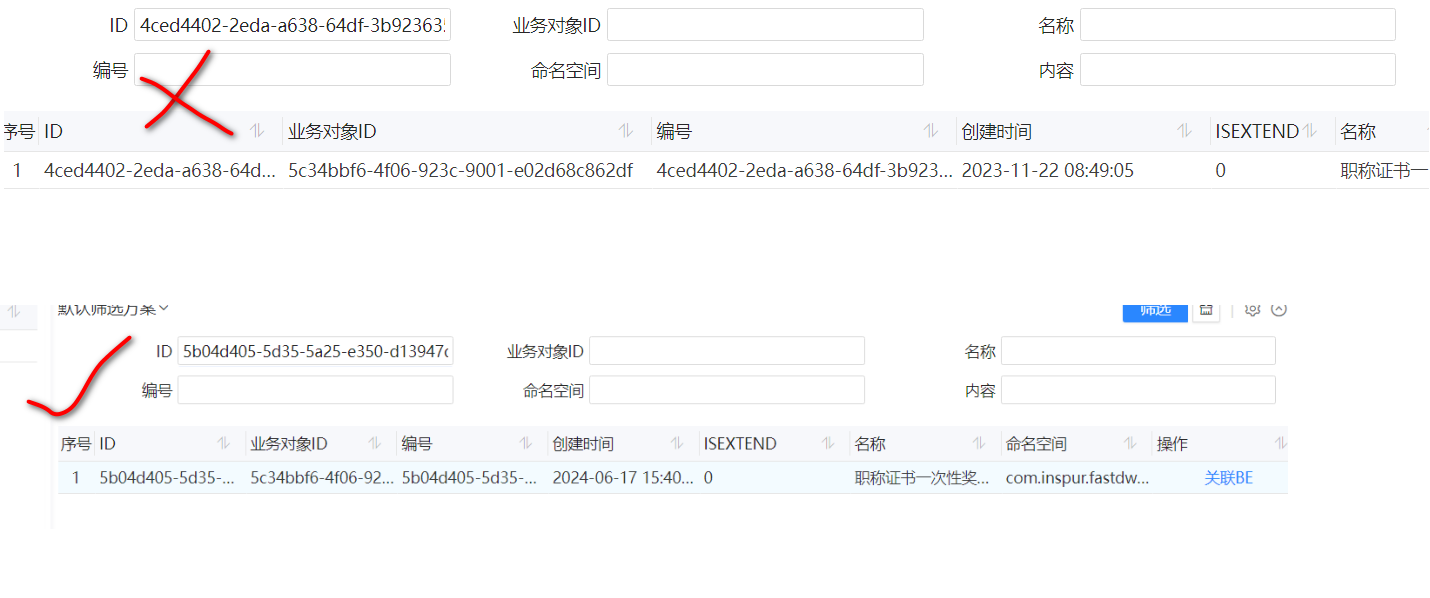 ID 4ced4402-2eda-a638-64df-3b92363 业务对象ID 名称
编号 命名空间 内容
序号 ID 业务对象ID 编号 创建时间 ISEXTEND 名称
1 4ced4402-2eda-a638-64d... 5c34bbf6-4f06-923c-9001-e02d68c862df 4ced4402-2eda-a638-64df-3b923... 2023-11-22 08:49:05 0 职称证书一
默认筛选方案 筛选
ID 5b04d405-5d35-5a25-e350-d13947 业务对象ID 名称
编号 命名空间 内容
序号 ID 业务对象ID 编号 创建时间 ISEXTEND 名称 命名空间 操作
1 5b04d405-5d35-... 5c34bbf6-4f06-92... 5b04d405-5d35-... 2024-06-17 15:40... 0 职称证书一次性奖... com.inspur.fastdw... 关联BE